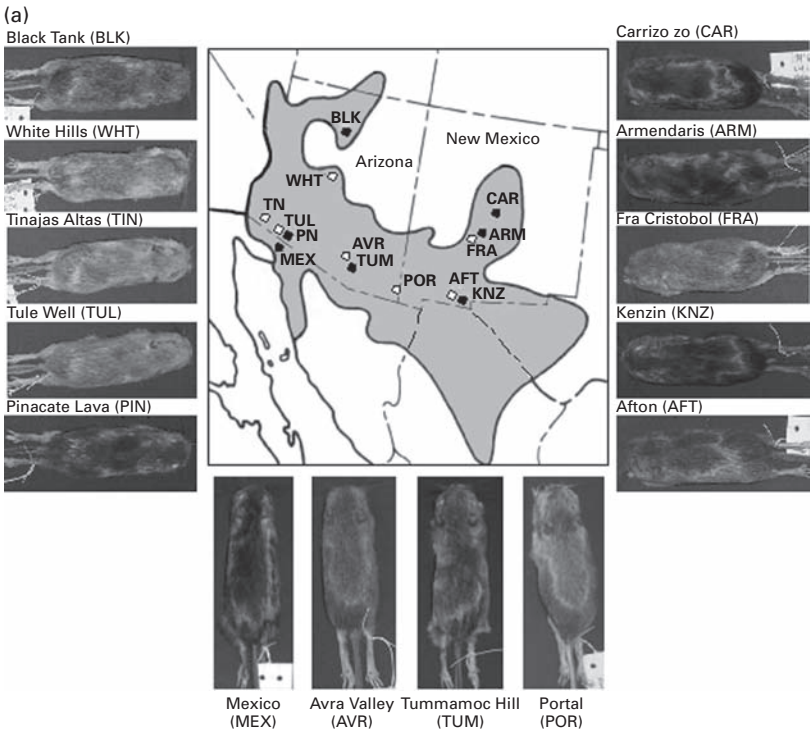 (a)
Black Tank (BLK)
White Hills (WHT)
Tinajas Altas (TIN)
Tule Well (TUL)
Pinacate Lava (PIN)
BLK
New Mexico
Arizona
WHT
CAR
TN
TUL
PN
ARM
FRA
MEX
AVR
TUM
POR
AFT
KNZ
Carrizo zo (CAR)
Armendaris (ARM)
Fra Cristobol (FRA)
Kenzin (KNZ)
Afton (AFT)
Mexico
(MEX)
Avra Valley
(AVR)
Tummamoc Hill
(TUM)
Portal
(POR)